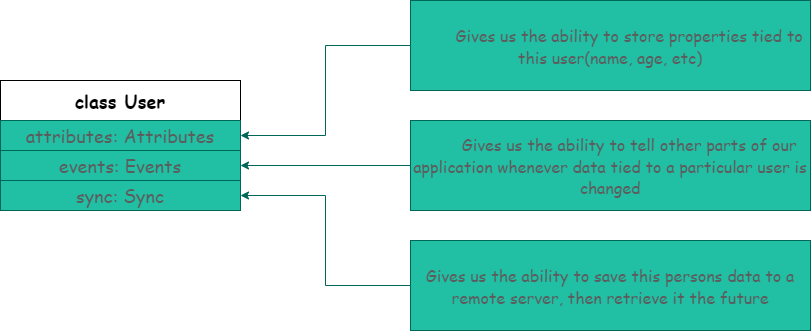 class User
attributes: Attributes
events: Events
sync: Sync
Gives us the ability to store properties tied to
this user(name, age, etc)
Gives us the ability to tell other parts of our
application whenever data tied to a particular user is
changed
Gives us the ability to save this persons data to a
remote server, then retrieve it the future